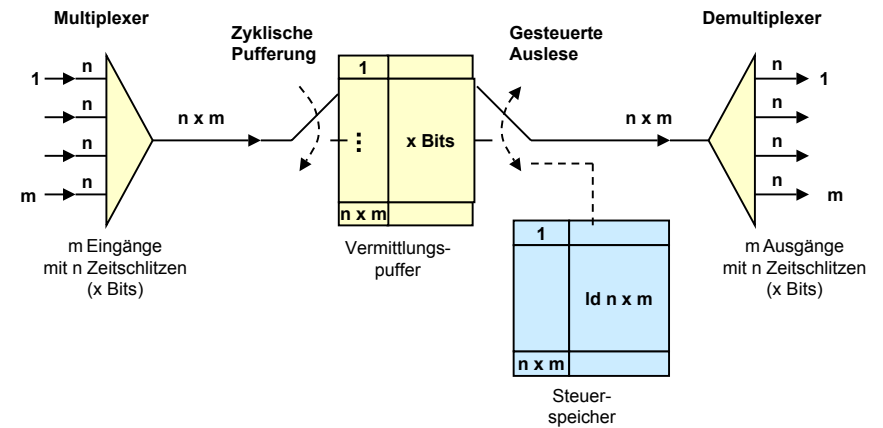 Multiplexer
Zyklische
Pufferung
Gesteuerte
Auslese
Demultiplexer
1
n
n
n
m
n
n x m
1
⋮
x Bits
n x m
n x m
n
1
n
n
n
m
m Eingänge
mit n Zeitschlitzen
(x Bits)
Vermittlungs-
puffer
1
ld n x m
n x m
Steuer-
speicher
m Ausgänge
mit n Zeitschlitzen
(x Bits)